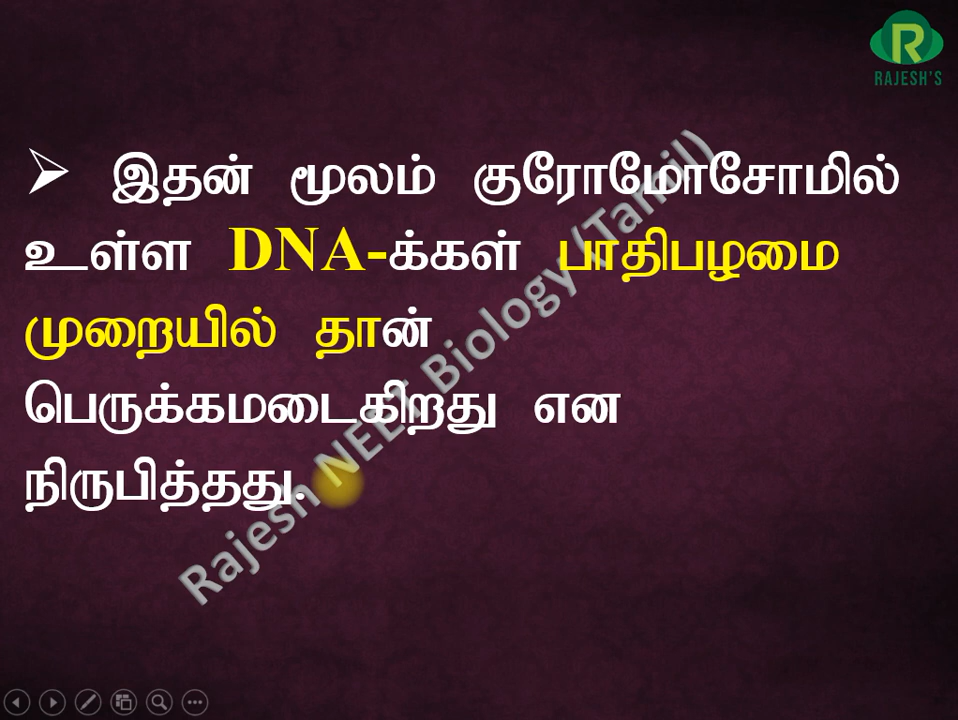 RAJESH'S
➢ இதன் மூலம் குரோமோசோமில்
உள்ள DNA-க்கள் பாதிபழமை
முறையில் தான்
பெருக்கமடைகிறது என
நிருபித்தது.
Rajesh NEET Biology (Tamil)